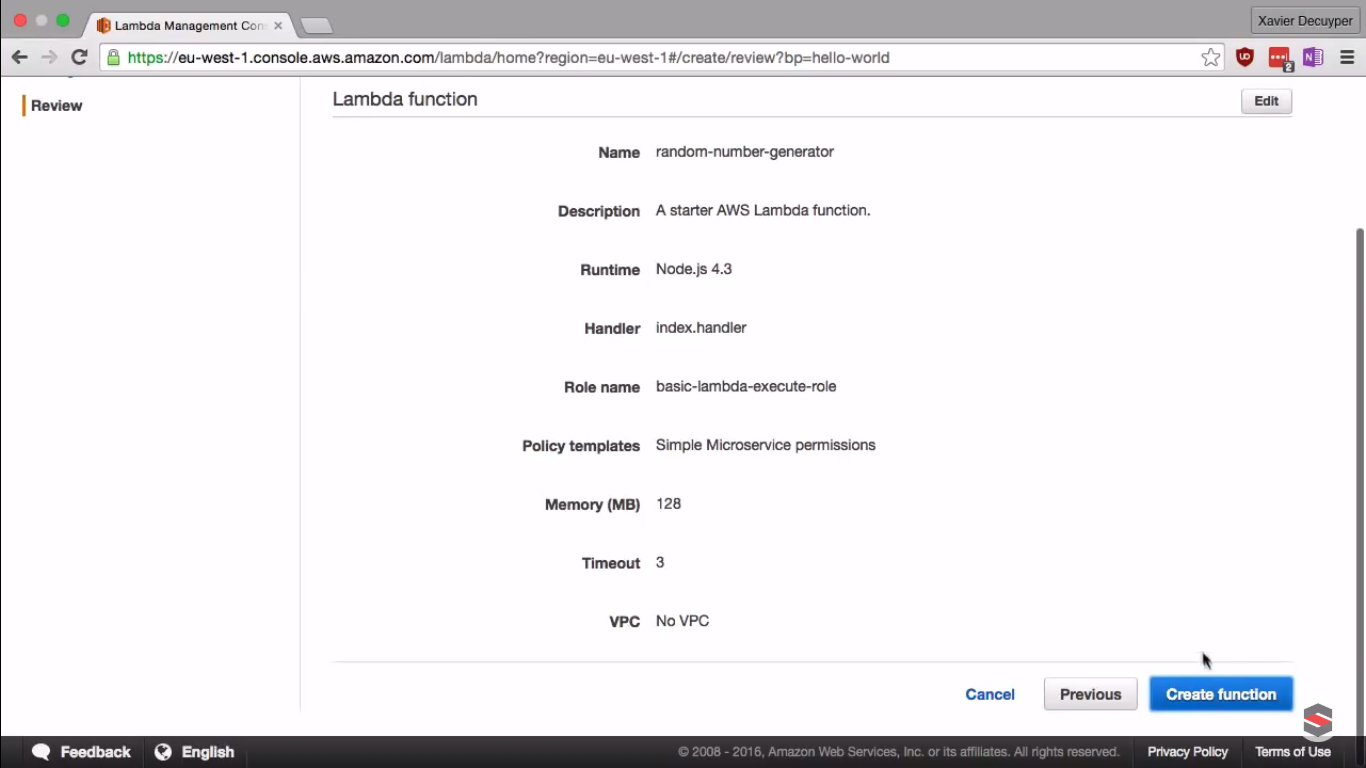 Lambda Management Con
Xavier Decuyper
https://eu-west-1.console.aws.amazon.com/lambda/home?region=eu-west-1#/create/review?bp=hello-world
2
Review
Lambda function
Edit
Name random-number-generator
Description A starter AWS Lambda function.
Runtime Node.js 4.3
Handler index.handler
Role name basic-lambda-execute-role
Policy templates Simple Microservice permissions
Memory (MB) 128
Timeout 3
VPC No VPC
Cancel Previous Create function
Feedback English © 2008 - 2016, Amazon Web Services, Inc. or its affiliates. All rights reserved. Privacy Policy Terms of Use